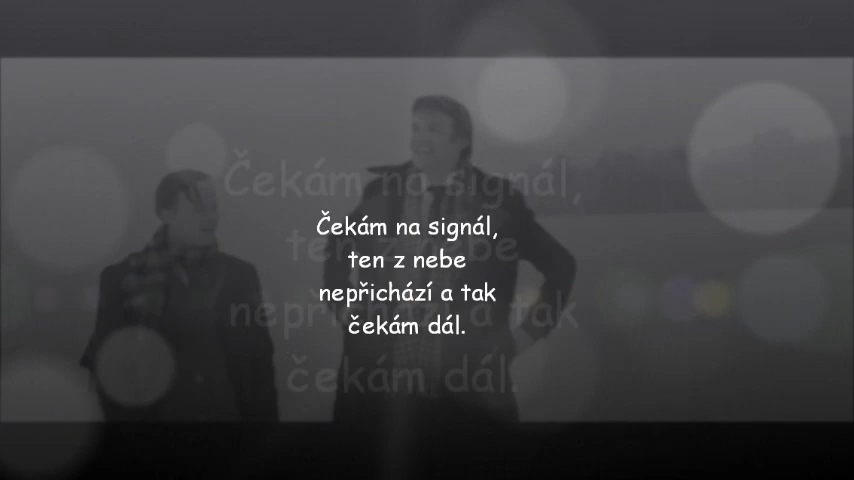 Čekám na signál,
ten z nebe
nepřichází a tak
čekám dál.